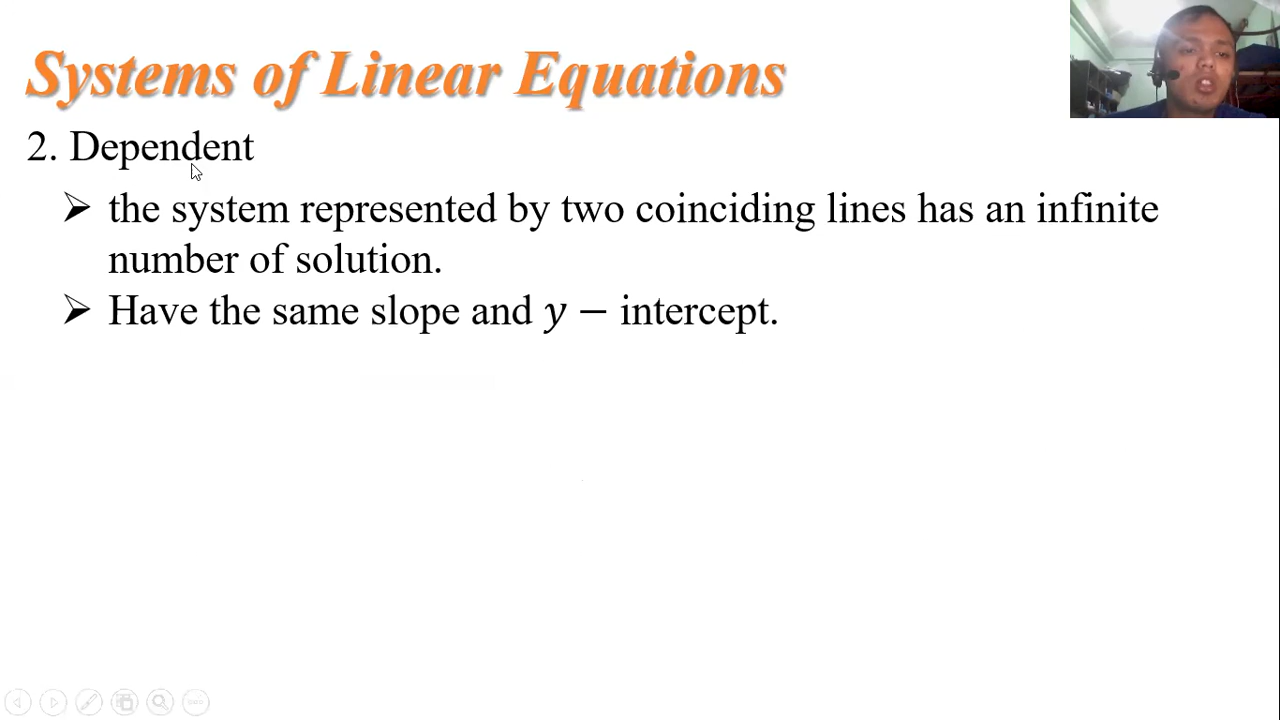 Systems of Linear Equations
2. Dependent
➢ the system represented by two coinciding lines has an infinite
number of solution.
➢ Have the same slope and 𝑦 − intercept.